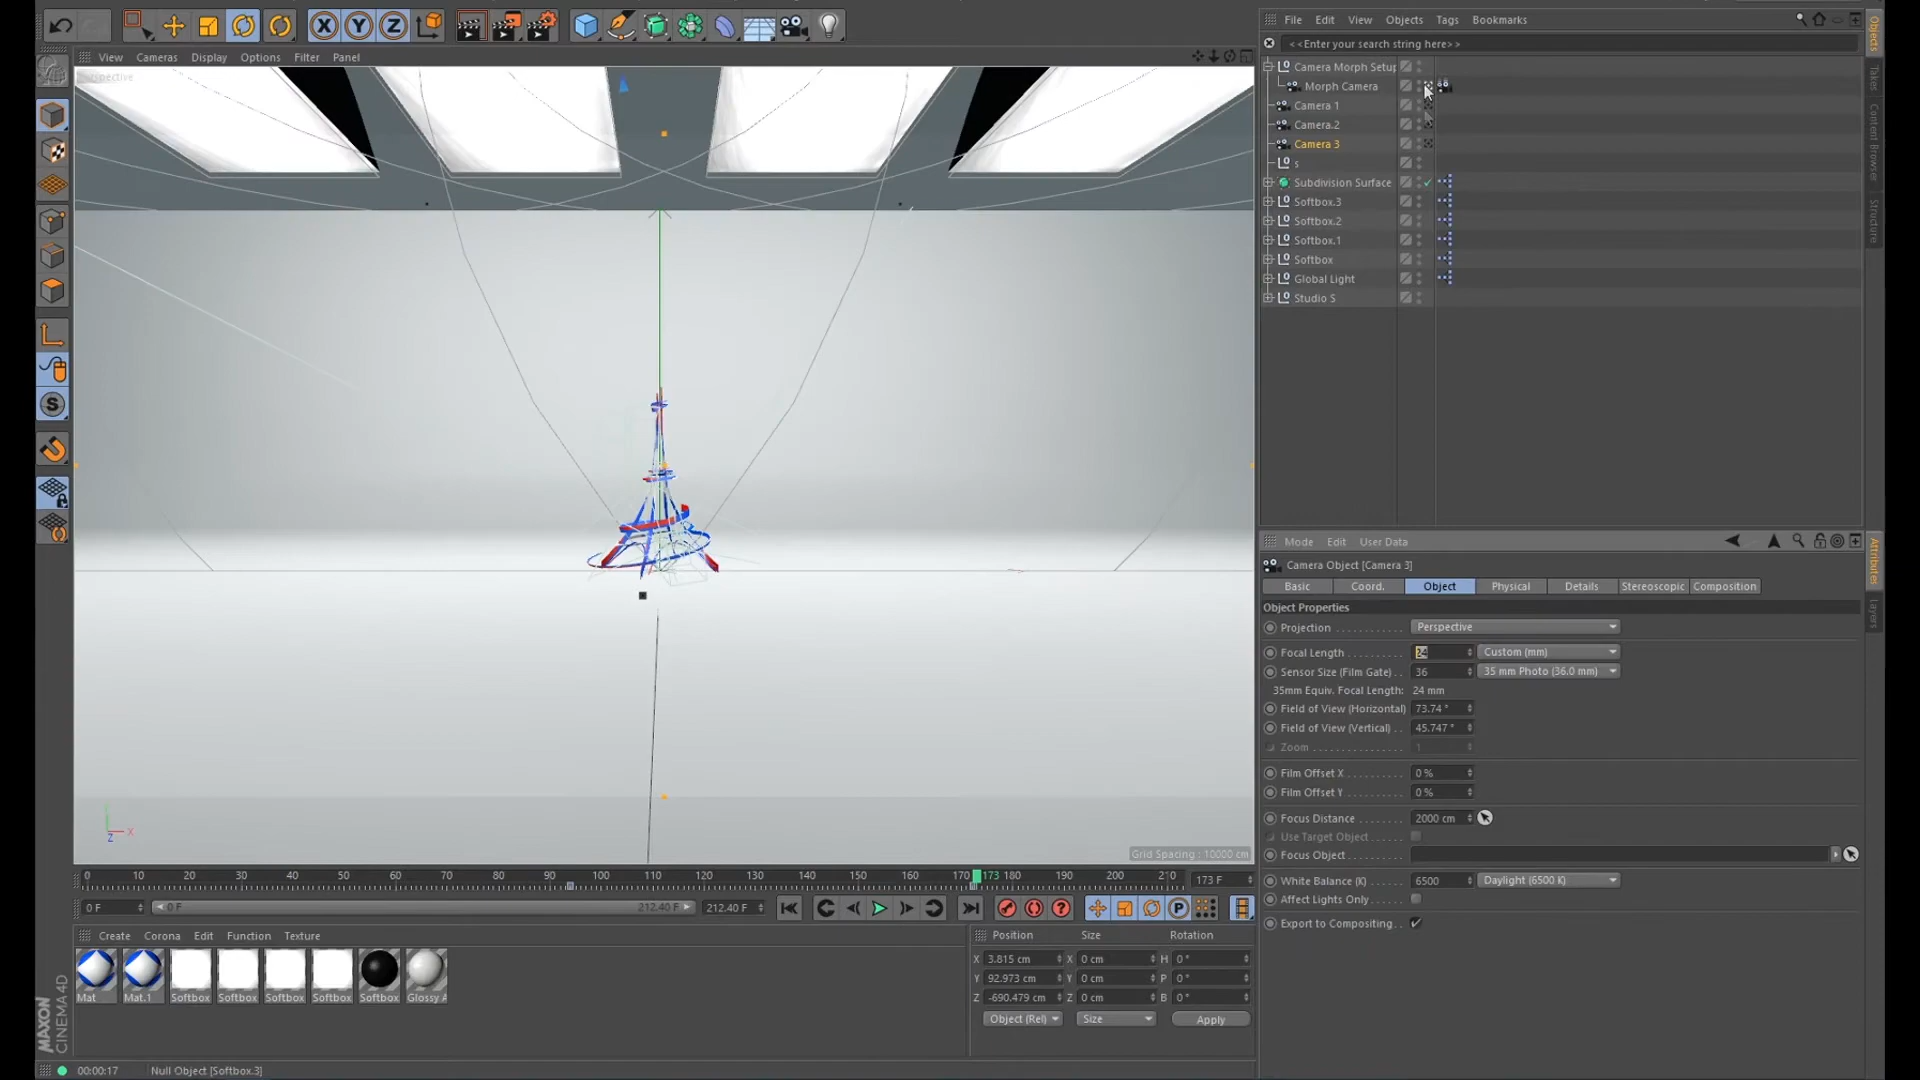 File Edit View Objects Tags Bookmarks
<<Enter your search string here>>
View Cameras Display Options Filter Panel
Perspective
Camera Morph Setup
Morph Camera
Camera 1
Camera.2
Camera 3
s
Subdivision Surface
Softbox.3
Softbox.2
Softbox.1
Softbox
Global Light
Studio S
X Y Z
S
Objects
Takes
Content Browser
Structure
Mode Edit User Data
Camera Object [Camera 3]
Basic Coord. Object Physical Details Stereoscopic Composition
Object Properties
Projection Perspective
Focal Length 24 Custom (mm)
Sensor Size (Film Gate) 36 35 mm Photo (36.0 mm)
35mm Equiv. Focal Length: 24 mm
Field of View (Horizontal) 73.74 °
Field of View (Vertical) 45.747 °
Zoom 1
Film Offset X 0 %
Film Offset Y 0 %
Focus Distance 2000 cm
Use Target Object
Focus Object
White Balance (K) 6500 Daylight (6500 K)
Affect Lights Only
Export to Compositing
Attributes
Layers
Z X
Grid Spacing : 10000 cm
0 10 20 30 40 50 60 70 80 90 100 110 120 130 140 150 160 170 173 180 190 200 210 173 F
0 F 0 F 212.40 F 212.40 F
P
Create Corona Edit Function Texture
Mat Mat.1 Softbox Softbox Softbox Softbox Softbox Glossy A
Position Size Rotation
X 3.815 cm X 0 cm H 0 °
Y 92.973 cm Y 0 cm P 0 °
Z -690.479 cm Z 0 cm B 0 °
Object (Rel) Size Apply
MAXON
CINEMA 4D
00:00:17 Null Object [Softbox.3]